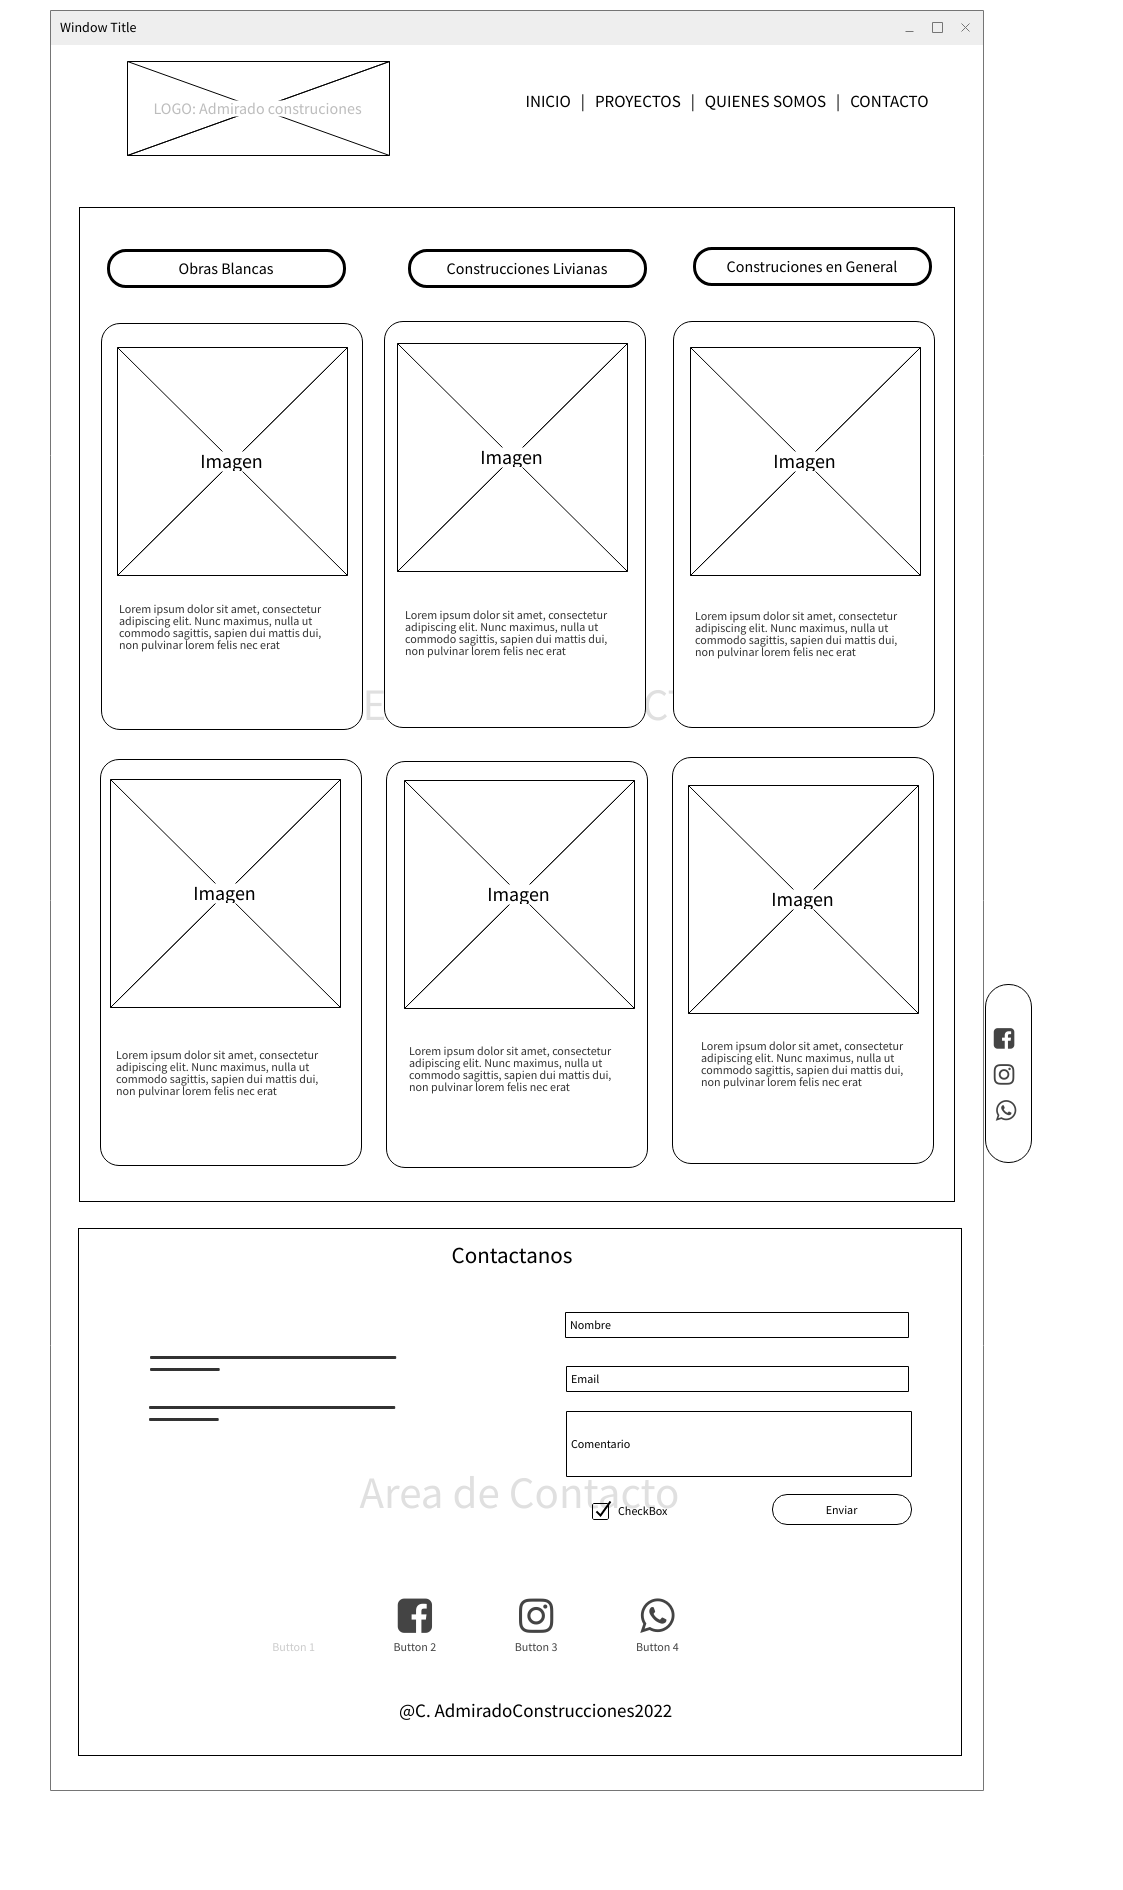 Window Title
LOGO: Admirado construciones
INICIO | PROYECTOS | QUIENES SOMOS | CONTACTO
Obras Blancas
Construcciones Livianas
Construciones en General
Imagen
Imagen
Imagen
Lorem ipsum dolor sit amet, consectetur
adipiscing elit. Nunc maximus, nulla ut
commodo sagittis, sapien dui mattis dui,
non pulvinar lorem felis nec erat
Lorem ipsum dolor sit amet, consectetur
adipiscing elit. Nunc maximus, nulla ut
commodo sagittis, sapien dui mattis dui,
non pulvinar lorem felis nec erat
Lorem ipsum dolor sit amet, consectetur
adipiscing elit. Nunc maximus, nulla ut
commodo sagittis, sapien dui mattis dui,
non pulvinar lorem felis nec erat
Imagen
Imagen
Imagen
Lorem ipsum dolor sit amet, consectetur
adipiscing elit. Nunc maximus, nulla ut
commodo sagittis, sapien dui mattis dui,
non pulvinar lorem felis nec erat
Lorem ipsum dolor sit amet, consectetur
adipiscing elit. Nunc maximus, nulla ut
commodo sagittis, sapien dui mattis dui,
non pulvinar lorem felis nec erat
Lorem ipsum dolor sit amet, consectetur
adipiscing elit. Nunc maximus, nulla ut
commodo sagittis, sapien dui mattis dui,
non pulvinar lorem felis nec erat
Contactanos
Nombre
Email
Comentario
Area de Contacto
CheckBox
Enviar
Button 1
Button 2
Button 3
Button 4
@C. AdmiradoConstrucciones2022